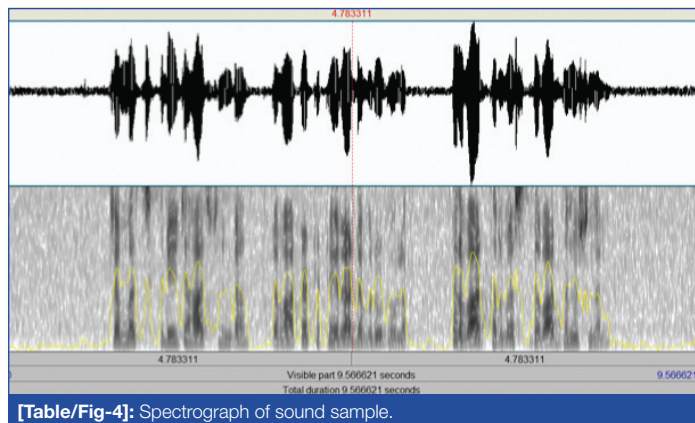 4.783311
4.783311 4.783311
Visible part 9.566621 seconds 9.566621
Total duration 9.566621 seconds
[Table/Fig-4]: Spectrograph of sound sample.